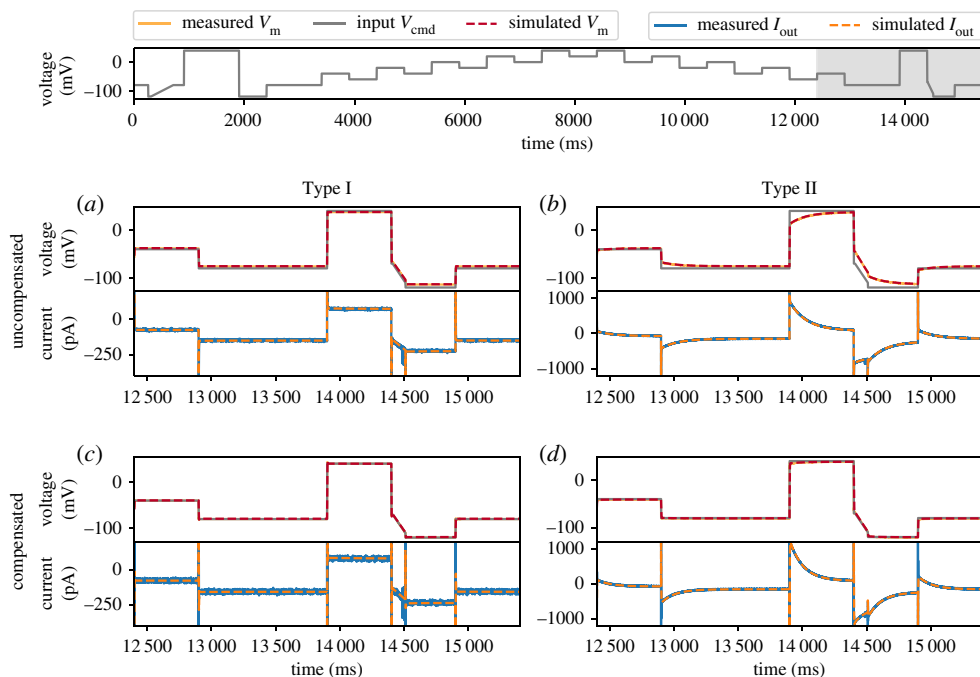 measured Vm input Vcmd simulated Vm measured Iout simulated Iout
voltage (mV)
0
−100
0 2000 4000 6000 8000 10 000 12 000 14 000
time (ms)
Type I Type II
(a) (b)
uncompensated
voltage (mV)
0
−100
0
−100
current (pA)
0
−250
1000
0
−1000
12 500 13 000 13 500 14 000 14 500 15 000
12 500 13 000 13 500 14 000 14 500 15 000
(c) (d)
compensated
voltage (mV)
0
−100
0
−100
current (pA)
0
−250
1000
0
−1000
12 500 13 000 13 500 14 000 14 500 15 000
12 500 13 000 13 500 14 000 14 500 15 000
time (ms) time (ms)